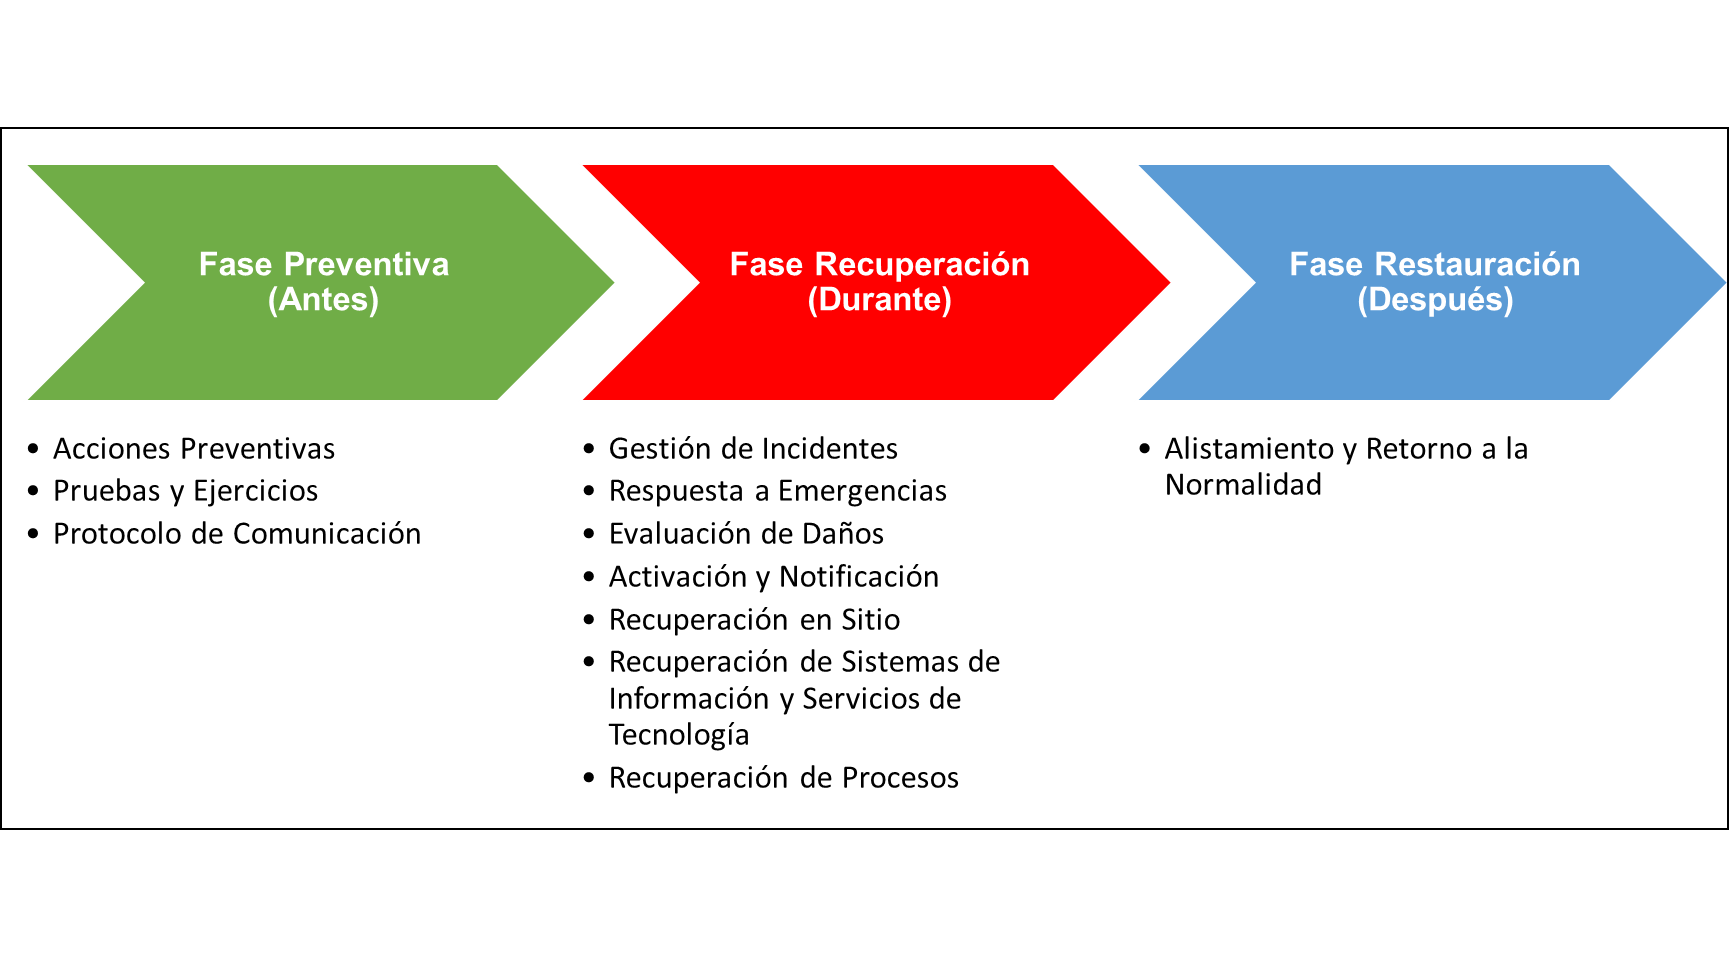 Fase Preventiva
(Antes)
• Acciones Preventivas
• Pruebas y Ejercicios
• Protocolo de Comunicación
Fase Recuperación
(Durante)
• Gestión de Incidentes
• Respuesta a Emergencias
• Evaluación de Daños
• Activación y Notificación
• Recuperación en Sitio
• Recuperación de Sistemas de
Información y Servicios de
Tecnología
• Recuperación de Procesos
Fase Restauración
(Después)
• Alistamiento y Retorno a la
Normalidad